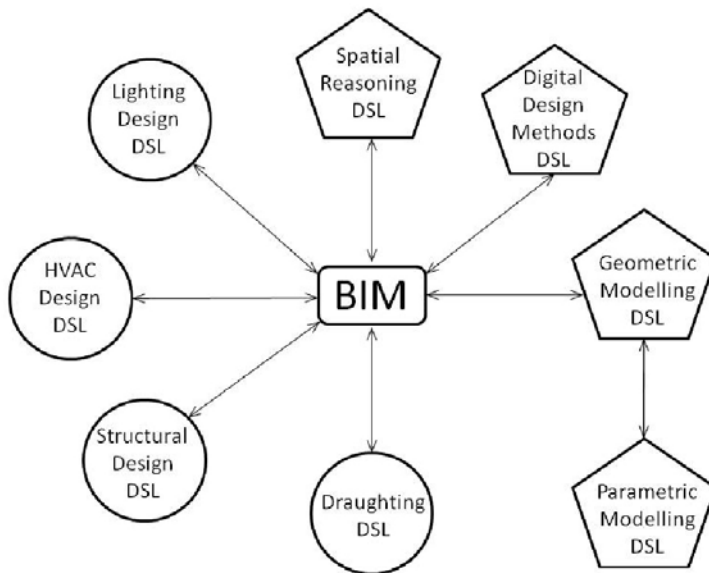 Spatial
Reasoning
DSL
Digital
Design
Methods
DSL
Lighting
Design
DSL
HVAC
Design
DSL
BIM
Geometric
Modelling
DSL
Structural
Design
DSL
Draughting
DSL
Parametric
Modelling
DSL